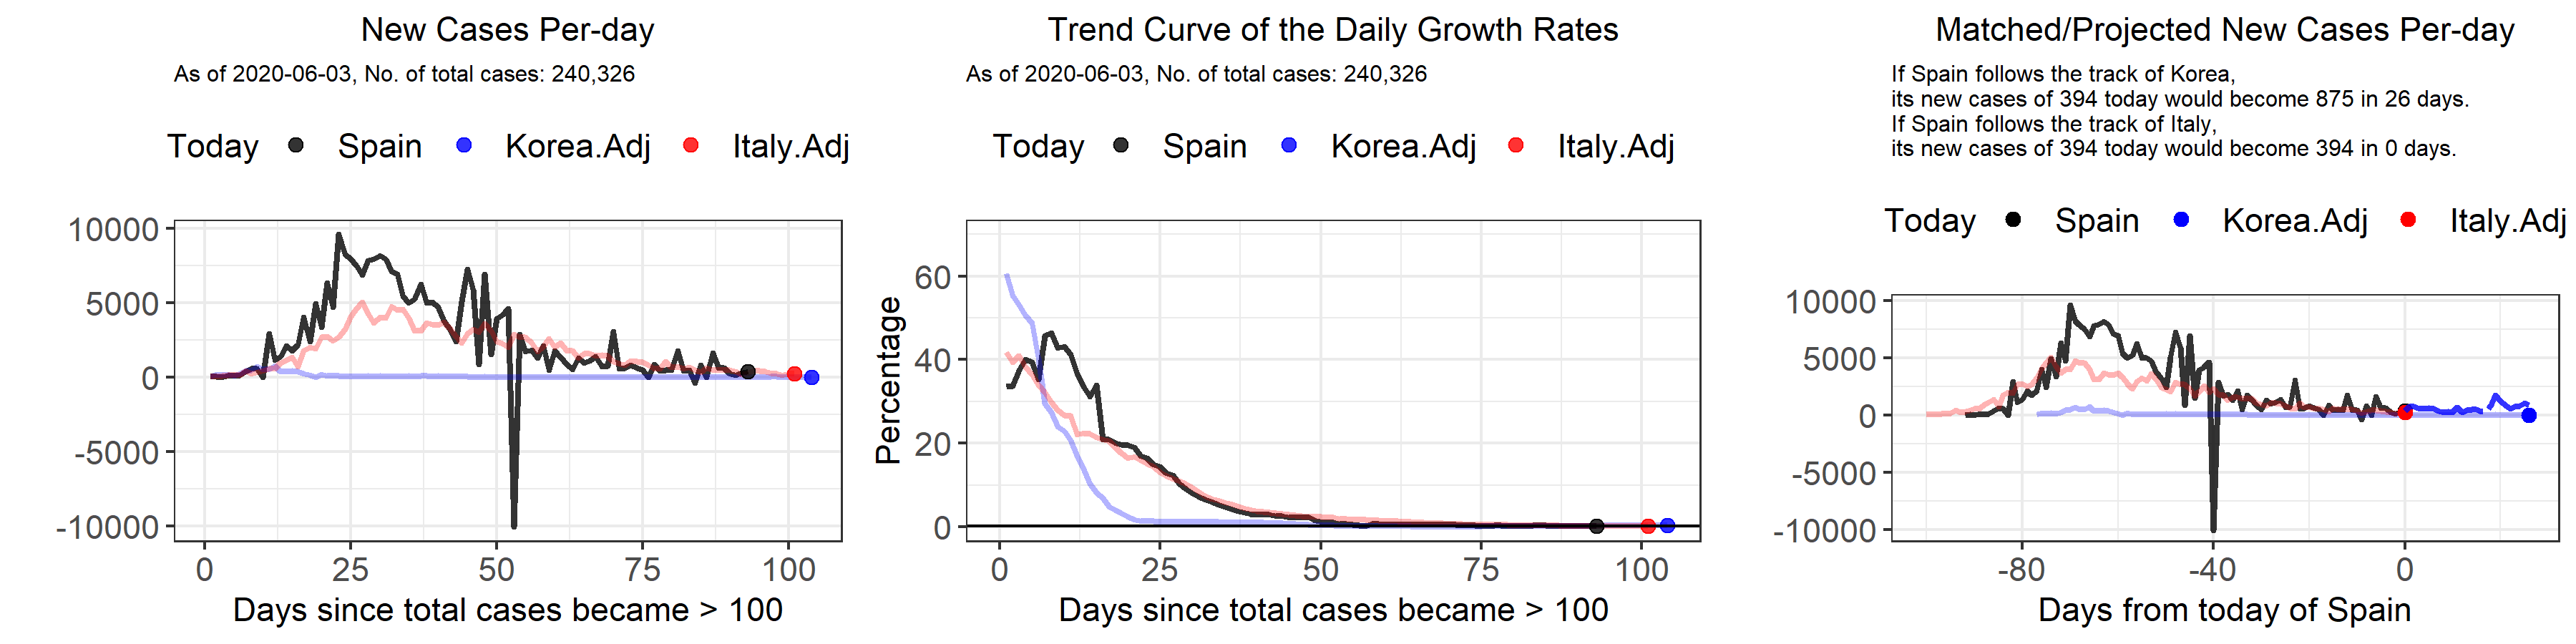 New Cases Per-day
As of 2020-06-03, No. of total cases: 240,326
Today Spain Korea.Adj Italy.Adj
10000
5000
0
-5000
-10000
0 25 50 75 100
Days since total cases became > 100
Trend Curve of the Daily Growth Rates
As of 2020-06-03, No. of total cases: 240,326
Today Spain Korea.Adj Italy.Adj
Percentage
60
40
20
0
0 25 50 75 100
Days since total cases became > 100
Matched/Projected New Cases Per-day
If Spain follows the track of Korea,
its new cases of 394 today would become 875 in 26 days.
If Spain follows the track of Italy,
its new cases of 394 today would become 394 in 0 days.
Today Spain Korea.Adj Italy.Adj
10000
5000
0
-5000
-10000
-80 -40 0
Days from today of Spain